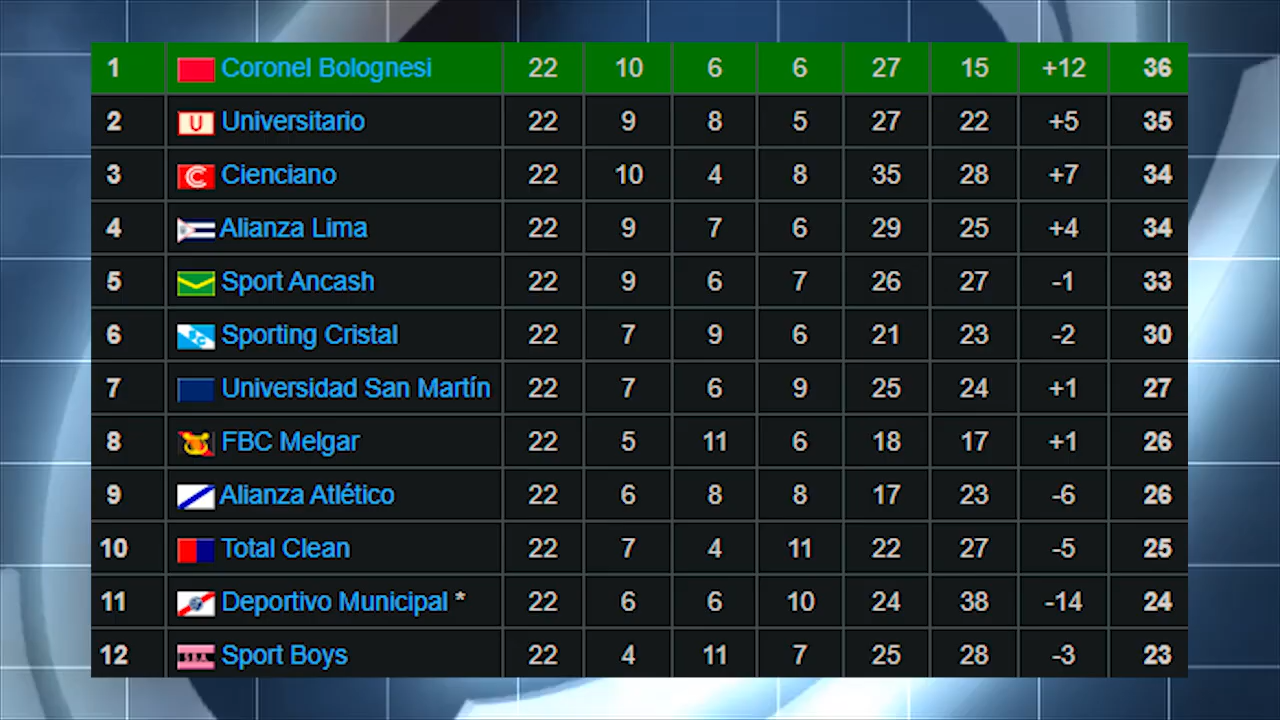 1 Coronel Bolognesi 22 10 6 6 27 15 +12 36
2 U Universitario 22 9 8 5 27 22 +5 35
3 C Cienciano 22 10 4 8 35 28 +7 34
4 Alianza Lima 22 9 7 6 29 25 +4 34
5 Sport Ancash 22 9 6 7 26 27 -1 33
6 Sporting Cristal 22 7 9 6 21 23 -2 30
7 Universidad San Martín 22 7 6 9 25 24 +1 27
8 FBC Melgar 22 5 11 6 18 17 +1 26
9 Alianza Atlético 22 6 8 8 17 23 -6 26
10 Total Clean 22 7 4 11 22 27 -5 25
11 Deportivo Municipal * 22 6 6 10 24 38 -14 24
12 Sport Boys 22 4 11 7 25 28 -3 23